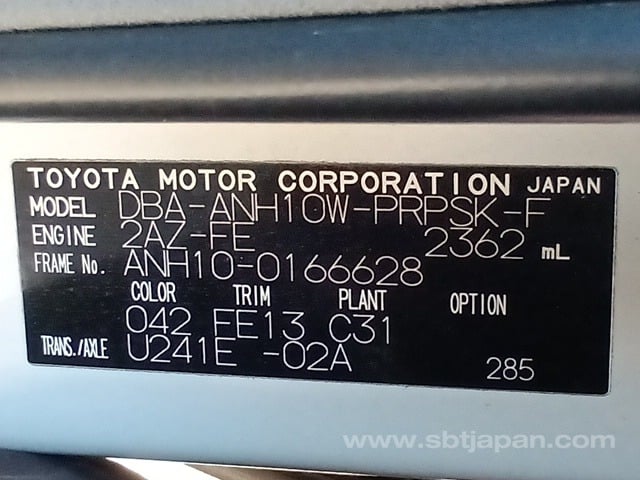 TOYOTA MOTOR CORPORATION JAPAN
MODEL DBA-ANH10W-PRPSK-F
ENGINE 2AZ-FE 2362 mL
FRAME No. ANH10-0166628
COLOR TRIM PLANT OPTION
042 FE13 C31
TRANS./AXLE U241E -02A 285
www.sbtjapan.com